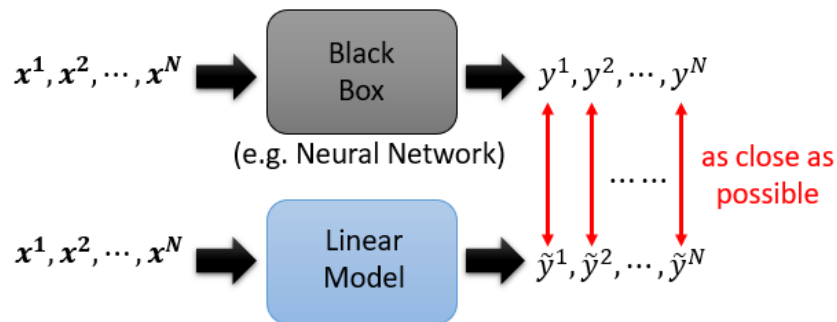 x¹, x², ⋯, xᴺ
Black
Box
y¹, y², ⋯, yᴺ
(e.g. Neural Network)
as close as
possible
⋯⋯
x¹, x², ⋯, xᴺ
Linear
Model
ỹ¹, ỹ², ⋯, ỹᴺ